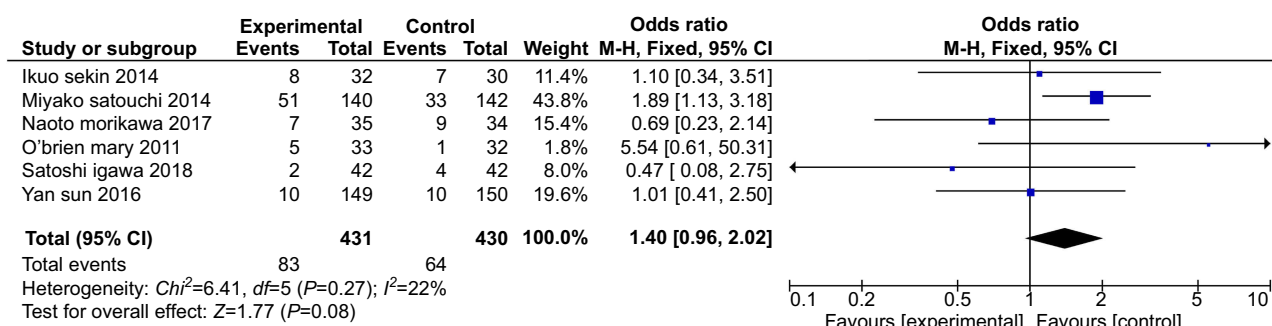 Experimental Control Odds ratio Odds ratio
Study or subgroup Events Total Events Total Weight M-H, Fixed, 95% CI M-H, Fixed, 95% CI
Ikuo sekin 2014 8 32 7 30 11.4% 1.10 [0.34, 3.51]
Miyako satouchi 2014 51 140 33 142 43.8% 1.89 [1.13, 3.18]
Naoto morikawa 2017 7 35 9 34 15.4% 0.69 [0.23, 2.14]
O’brien mary 2011 5 33 1 32 1.8% 5.54 [0.61, 50.31]
Satoshi igawa 2018 2 42 4 42 8.0% 0.47 [ 0.08, 2.75]
Yan sun 2016 10 149 10 150 19.6% 1.01 [0.41, 2.50]
Total (95% CI) 431 430 100.0% 1.40 [0.96, 2.02]
Total events 83 64
Heterogeneity: Chi²=6.41, df=5 (P=0.27); I²=22%
Test for overall effect: Z=1.77 (P=0.08)
0.1 0.2 0.5 1 2 5 10
Favours [experimental] Favours [control]